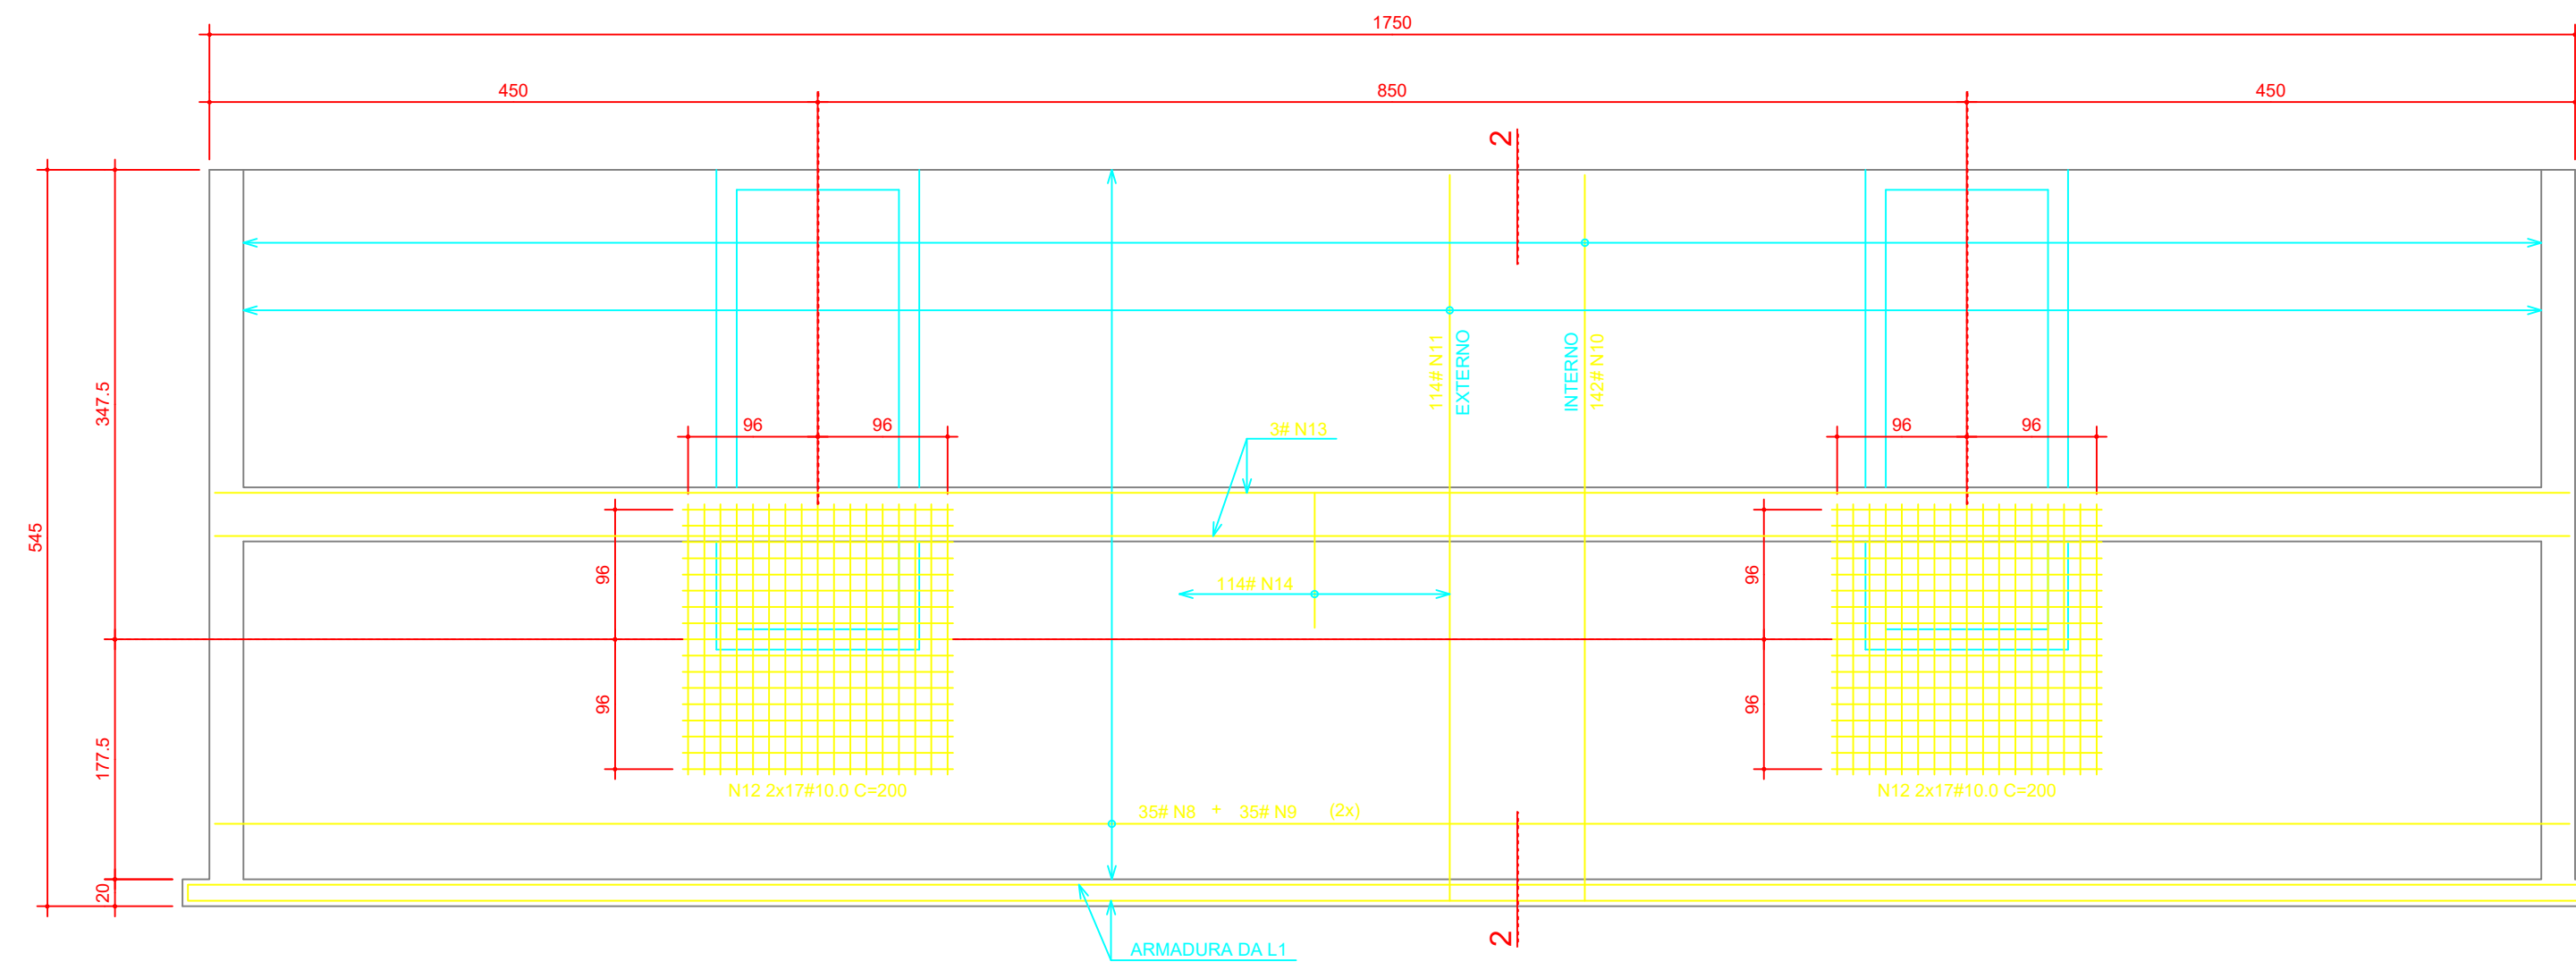 1750
450
850
450
2
545
347.5
114# N11
EXTERNO
INTERNO
142# N10
96
96
3# N13
96
96
96
114# N14
96
96
96
177.5
N12 2x17#10.0 C=200
N12 2x17#10.0 C=200
35# N8 + 35# N9 (2x)
20
2
ARMADURA DA L1